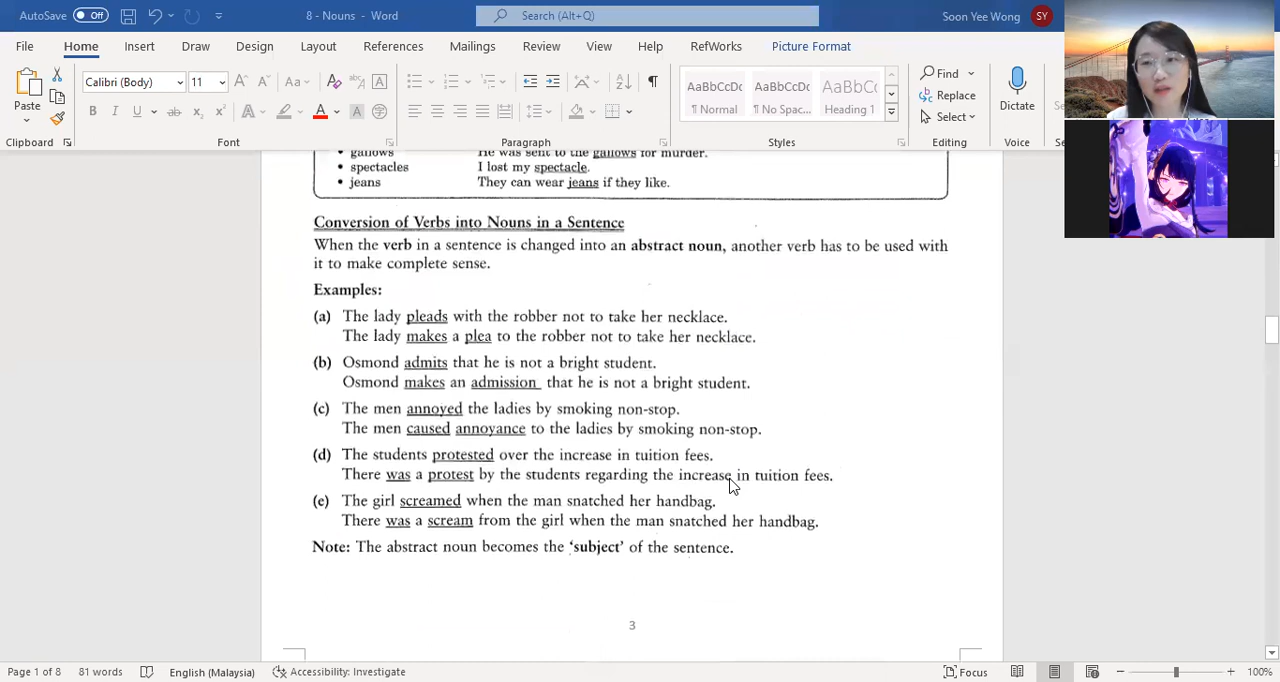 AutoSave Off 8 - Nouns - Word Search (Alt+Q) Soon Yee Wong SY
File Home Insert Draw Design Layout References Mailings Review View Help RefWorks Picture Format
Paste
Calibri (Body) 11
B I U ab x₂ x²
Clipboard
Font
Paragraph
AaBbCcDc AaBbCcDc AaBbC
¶ Normal ¶ No Spac... Heading 1
Styles
Find
Replace
Select
Editing
Dictate
Voice
• gallows He was sent to the gallows for murder.
• spectacles I lost my spectacle.
• jeans They can wear jeans if they like.
Conversion of Verbs into Nouns in a Sentence
When the verb in a sentence is changed into an abstract noun, another verb has to be used with
it to make complete sense.
Examples:
(a) The lady pleads with the robber not to take her necklace.
The lady makes a plea to the robber not to take her necklace.
(b) Osmond admits that he is not a bright student.
Osmond makes an admission that he is not a bright student.
(c) The men annoyed the ladies by smoking non-stop.
The men caused annoyance to the ladies by smoking non-stop.
(d) The students protested over the increase in tuition fees.
There was a protest by the students regarding the increase in tuition fees.
(e) The girl screamed when the man snatched her handbag.
There was a scream from the girl when the man snatched her handbag.
Note: The abstract noun becomes the 'subject' of the sentence.
3
Page 1 of 8 81 words English (Malaysia) Accessibility: Investigate Focus 100%